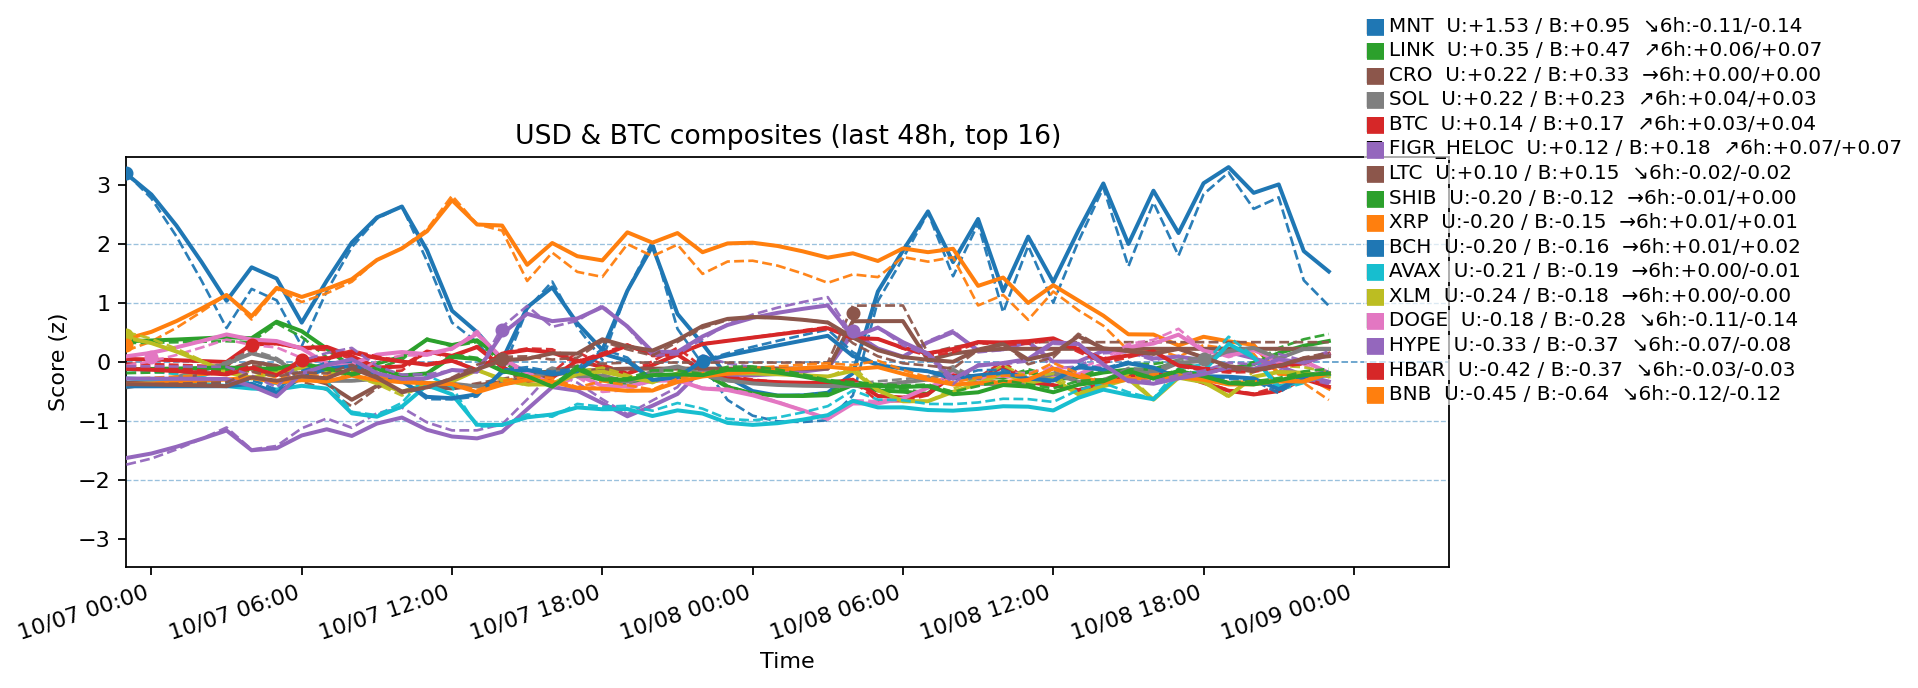 MNT U:+1.53 / B:+0.95 ↘6h:-0.11/-0.14
LINK U:+0.35 / B:+0.47 ↗6h:+0.06/+0.07
CRO U:+0.22 / B:+0.33 →6h:+0.00/+0.00
SOL U:+0.22 / B:+0.23 ↗6h:+0.04/+0.03
BTC U:+0.14 / B:+0.17 ↗6h:+0.03/+0.04
FIGR_HELOC U:+0.12 / B:+0.18 ↗6h:+0.07/+0.07
LTC U:+0.10 / B:+0.15 ↘6h:-0.02/-0.02
SHIB U:-0.20 / B:-0.12 →6h:-0.01/+0.00
XRP U:-0.20 / B:-0.15 →6h:+0.01/+0.01
BCH U:-0.20 / B:-0.16 →6h:+0.01/+0.02
AVAX U:-0.21 / B:-0.19 →6h:+0.00/-0.01
XLM U:-0.24 / B:-0.18 →6h:+0.00/-0.00
DOGE U:-0.18 / B:-0.28 ↘6h:-0.11/-0.14
HYPE U:-0.33 / B:-0.37 ↘6h:-0.07/-0.08
HBAR U:-0.42 / B:-0.37 ↘6h:-0.03/-0.03
BNB U:-0.45 / B:-0.64 ↘6h:-0.12/-0.12
USD & BTC composites (last 48h, top 16)
Score (z)
3
2
1
0
−1
−2
−3
10/07 00:00
10/07 06:00
10/07 12:00
10/07 18:00
10/08 00:00
10/08 06:00
10/08 12:00
10/08 18:00
10/09 00:00
Time